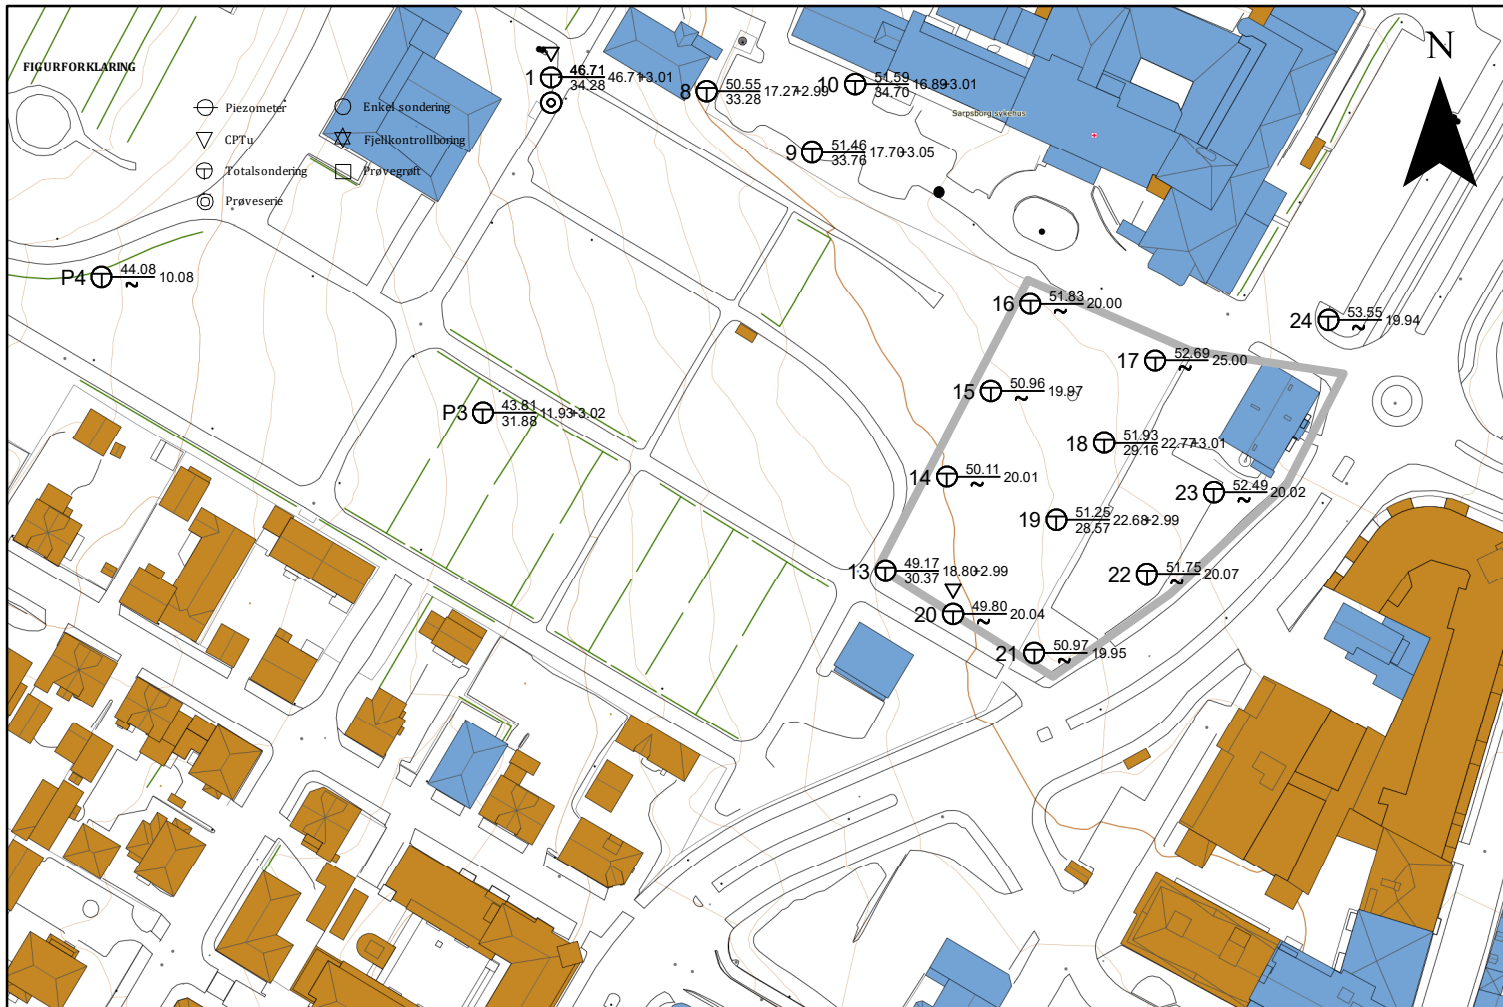 FIGURFORKLARING
Piezometer
Enkel sondering
CPTu
Fjellkontrollboring
Totalsondering
Prøvegrøft
Prøveserie
N
Sarpsborg sykehus
1 46.71 34.28 46.71+3.01
8 50.55 33.28 17.27+2.99
10 51.59 34.70 16.89+3.01
9 51.46 33.76 17.70+3.05
P4 44.08 ~ 10.08
16 51.83 ~ 20.00
24 53.55 ~ 19.94
17 52.69 ~ 25.00
15 50.96 ~ 19.97
P3 43.81 31.88 11.93+3.02
18 51.93 29.16 22.77+3.01
14 50.11 ~ 20.01
23 52.49 ~ 20.02
19 51.25 28.57 22.68+2.99
13 49.17 30.37 18.80+2.99
22 51.75 ~ 20.07
20 49.80 ~ 20.04
21 50.97 ~ 19.95